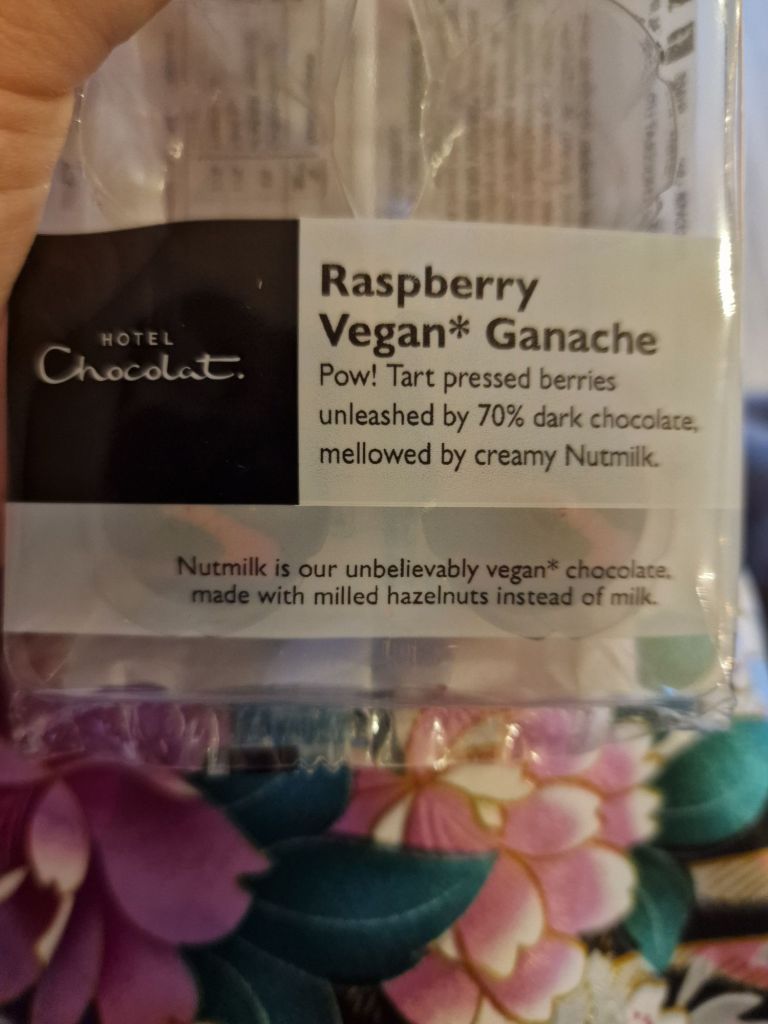 HOTEL
Chocolat.
Raspberry
Vegan* Ganache
Pow! Tart pressed berries
unleashed by 70% dark chocolate,
mellowed by creamy Nutmilk.
Nutmilk is our unbelievably vegan* chocolate,
made with milled hazelnuts instead of milk.